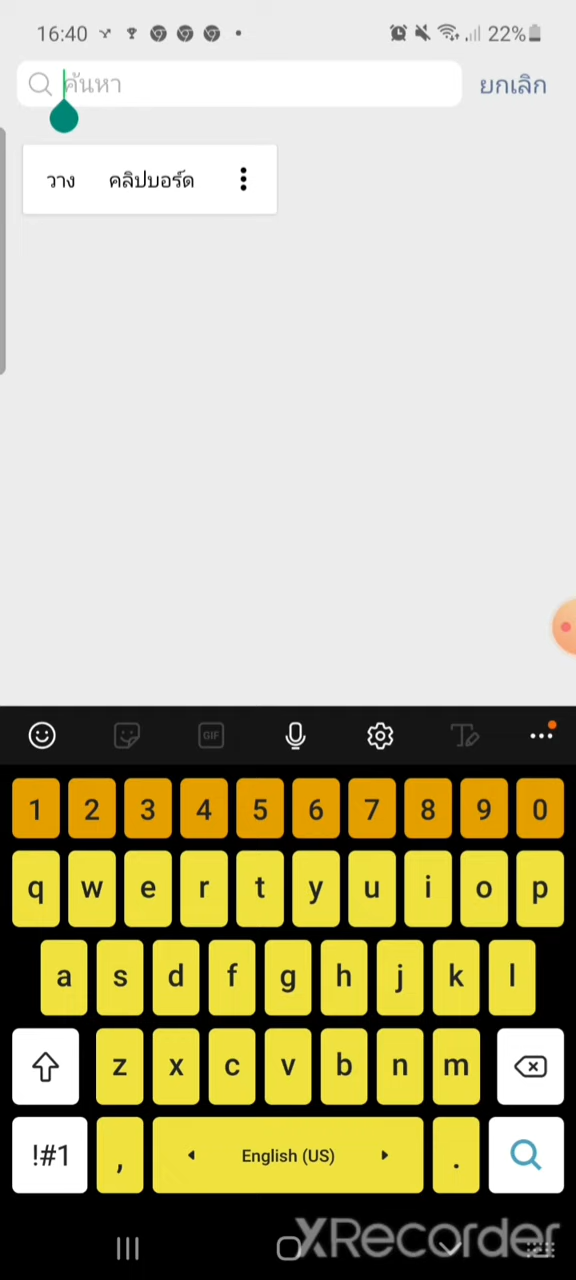 16:40 22%
ค้นหา ยกเลิก
วาง คลิปบอร์ด
GIF
1 2 3 4 5 6 7 8 9 0
q w e r t y u i o p
a s d f g h j k l
z x c v b n m
!#1 , English (US) .
XRecorder